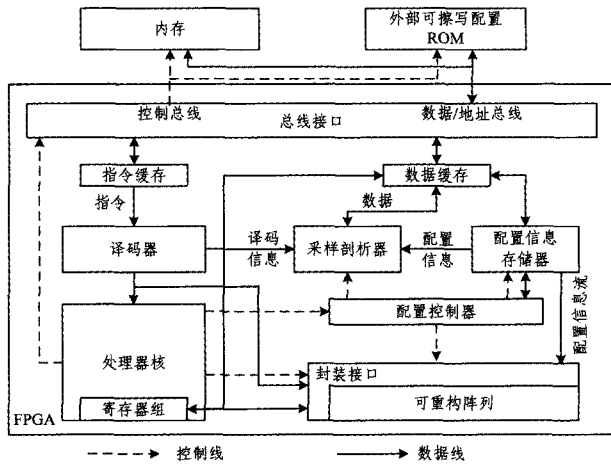 内存
外部可擦写配置
ROM
控制总线
总线接口
数据/地址总线
指令缓存
数据缓存
指令
数据
译码器
译码
信息
采样剖析器
配置
信息
配置信息
存储器
配置控制器
配置信息流
处理器核
封装接口
寄存器组
可重构阵列
FPGA
控制线
数据线